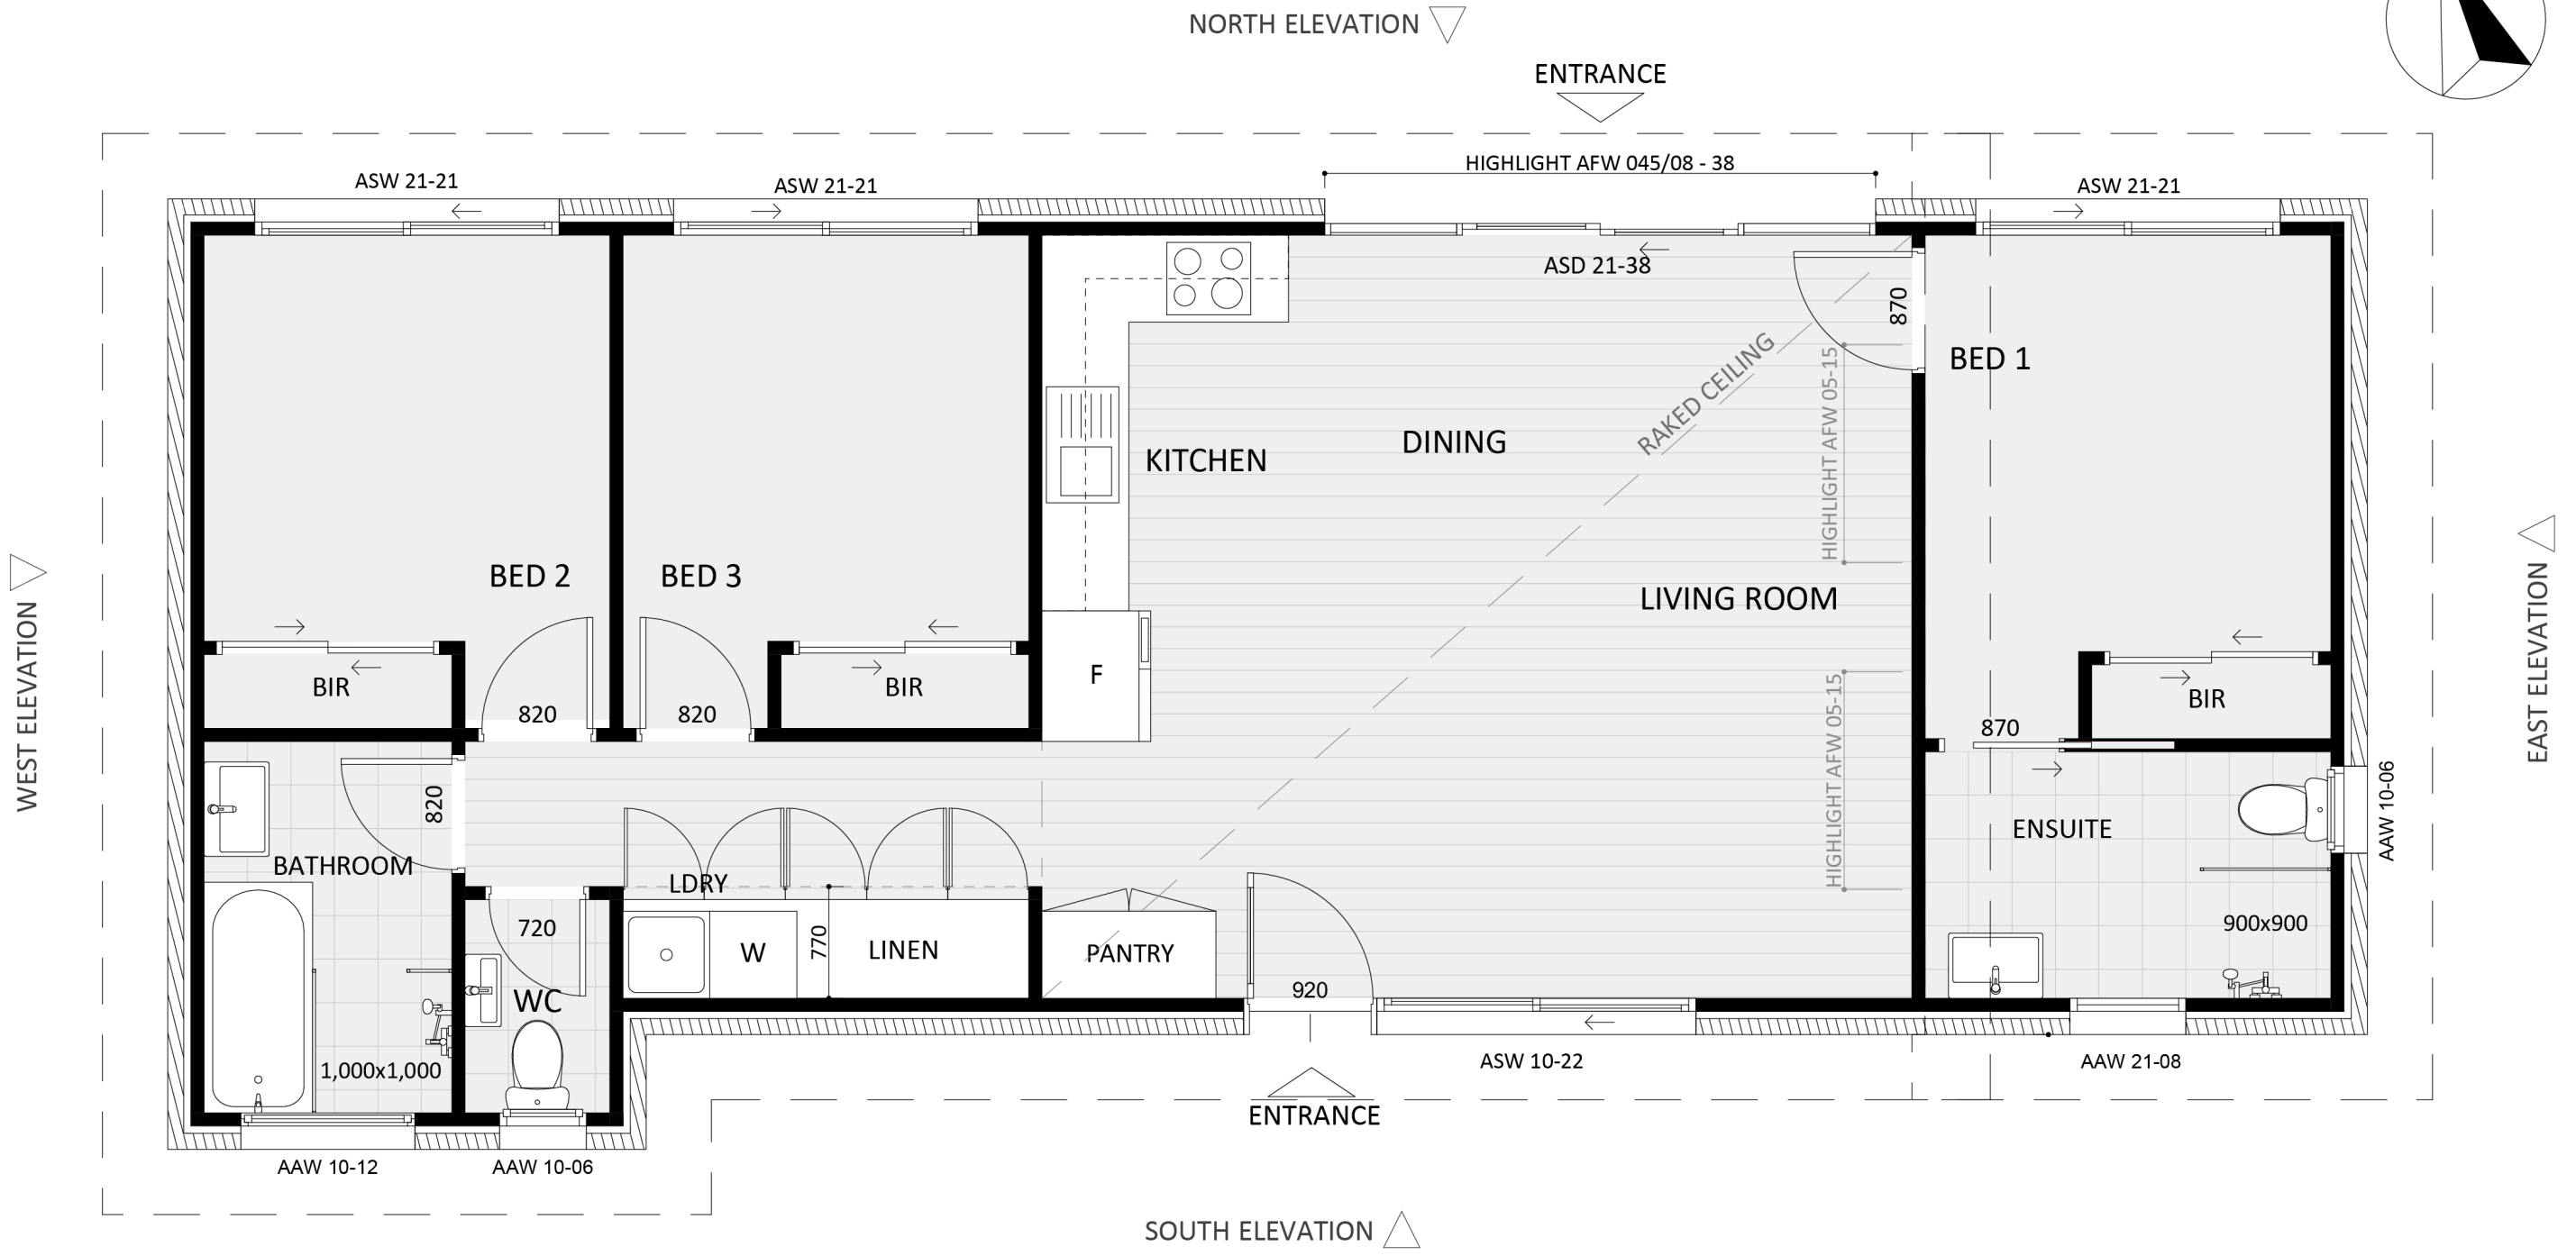 NORTH ELEVATION
ENTRANCE
HIGHLIGHT AFW 045/08 - 38
ASW 21-21
ASW 21-21
ASW 21-21
ASD 21-38
870
RAKED CEILING
HIGHLIGHT AFW 05-15
BED 1
DINING
KITCHEN
BED 2
BED 3
LIVING ROOM
WEST ELEVATION
EAST ELEVATION
BIR
820
820
BIR
F
HIGHLIGHT AFW 05-15
BIR
870
820
BATHROOM
LDRY
ENSUITE
AAW 10-06
720
W
770
LINEN
PANTRY
900x900
WC
920
1,000x1,000
ASW 10-22
AAW 21-08
ENTRANCE
AAW 10-12
AAW 10-06
SOUTH ELEVATION